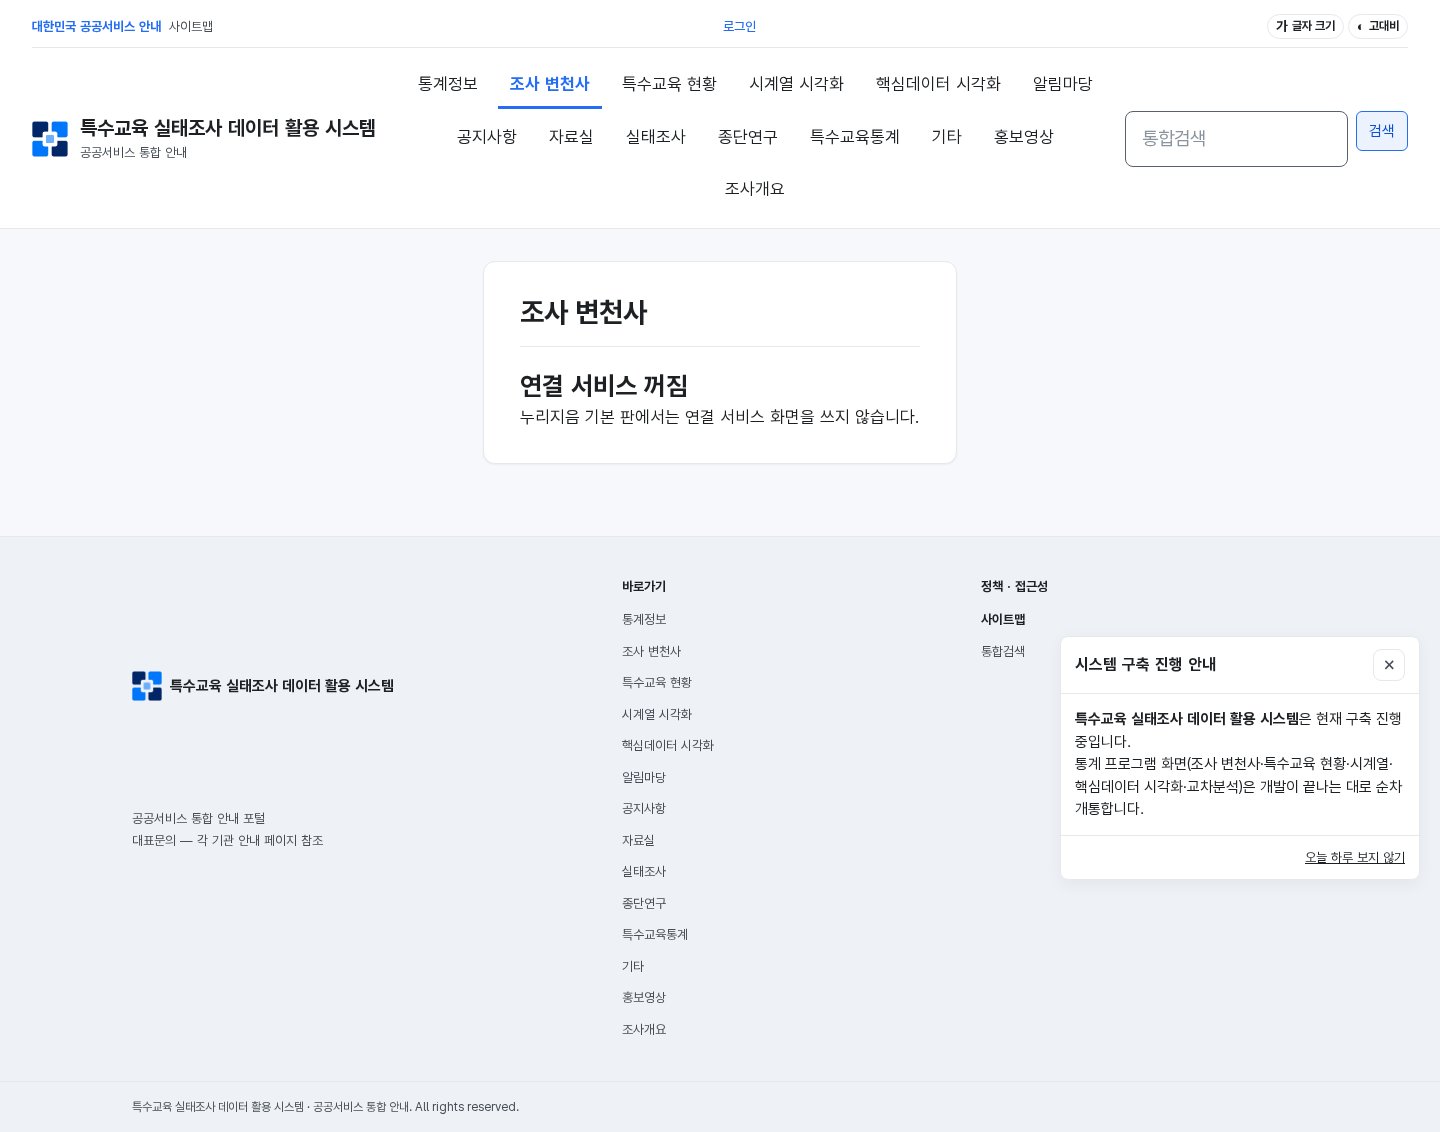 대한민국 공공서비스 안내 사이트맵
로그인
가 글자 크기
고대비
특수교육 실태조사 데이터 활용 시스템
공공서비스 통합 안내
통계정보 조사 변천사 특수교육 현황 시계열 시각화 핵심데이터 시각화 알림마당
공지사항 자료실 실태조사 종단연구 특수교육통계 기타 홍보영상
조사개요
통합검색
검색
조사 변천사
연결 서비스 꺼짐
누리지음 기본 판에서는 연결 서비스 화면을 쓰지 않습니다.
특수교육 실태조사 데이터 활용 시스템
공공서비스 통합 안내 포털
대표문의 — 각 기관 안내 페이지 참조
바로가기
통계정보
조사 변천사
특수교육 현황
시계열 시각화
핵심데이터 시각화
알림마당
공지사항
자료실
실태조사
종단연구
특수교육통계
기타
홍보영상
조사개요
정책 · 접근성
사이트맵
통합검색
시스템 구축 진행 안내
특수교육 실태조사 데이터 활용 시스템은 현재 구축 진행
중입니다.
통계 프로그램 화면(조사 변천사·특수교육 현황·시계열·
핵심데이터 시각화·교차분석)은 개발이 끝나는 대로 순차
개통합니다.
오늘 하루 보지 않기
특수교육 실태조사 데이터 활용 시스템 · 공공서비스 통합 안내. All rights reserved.